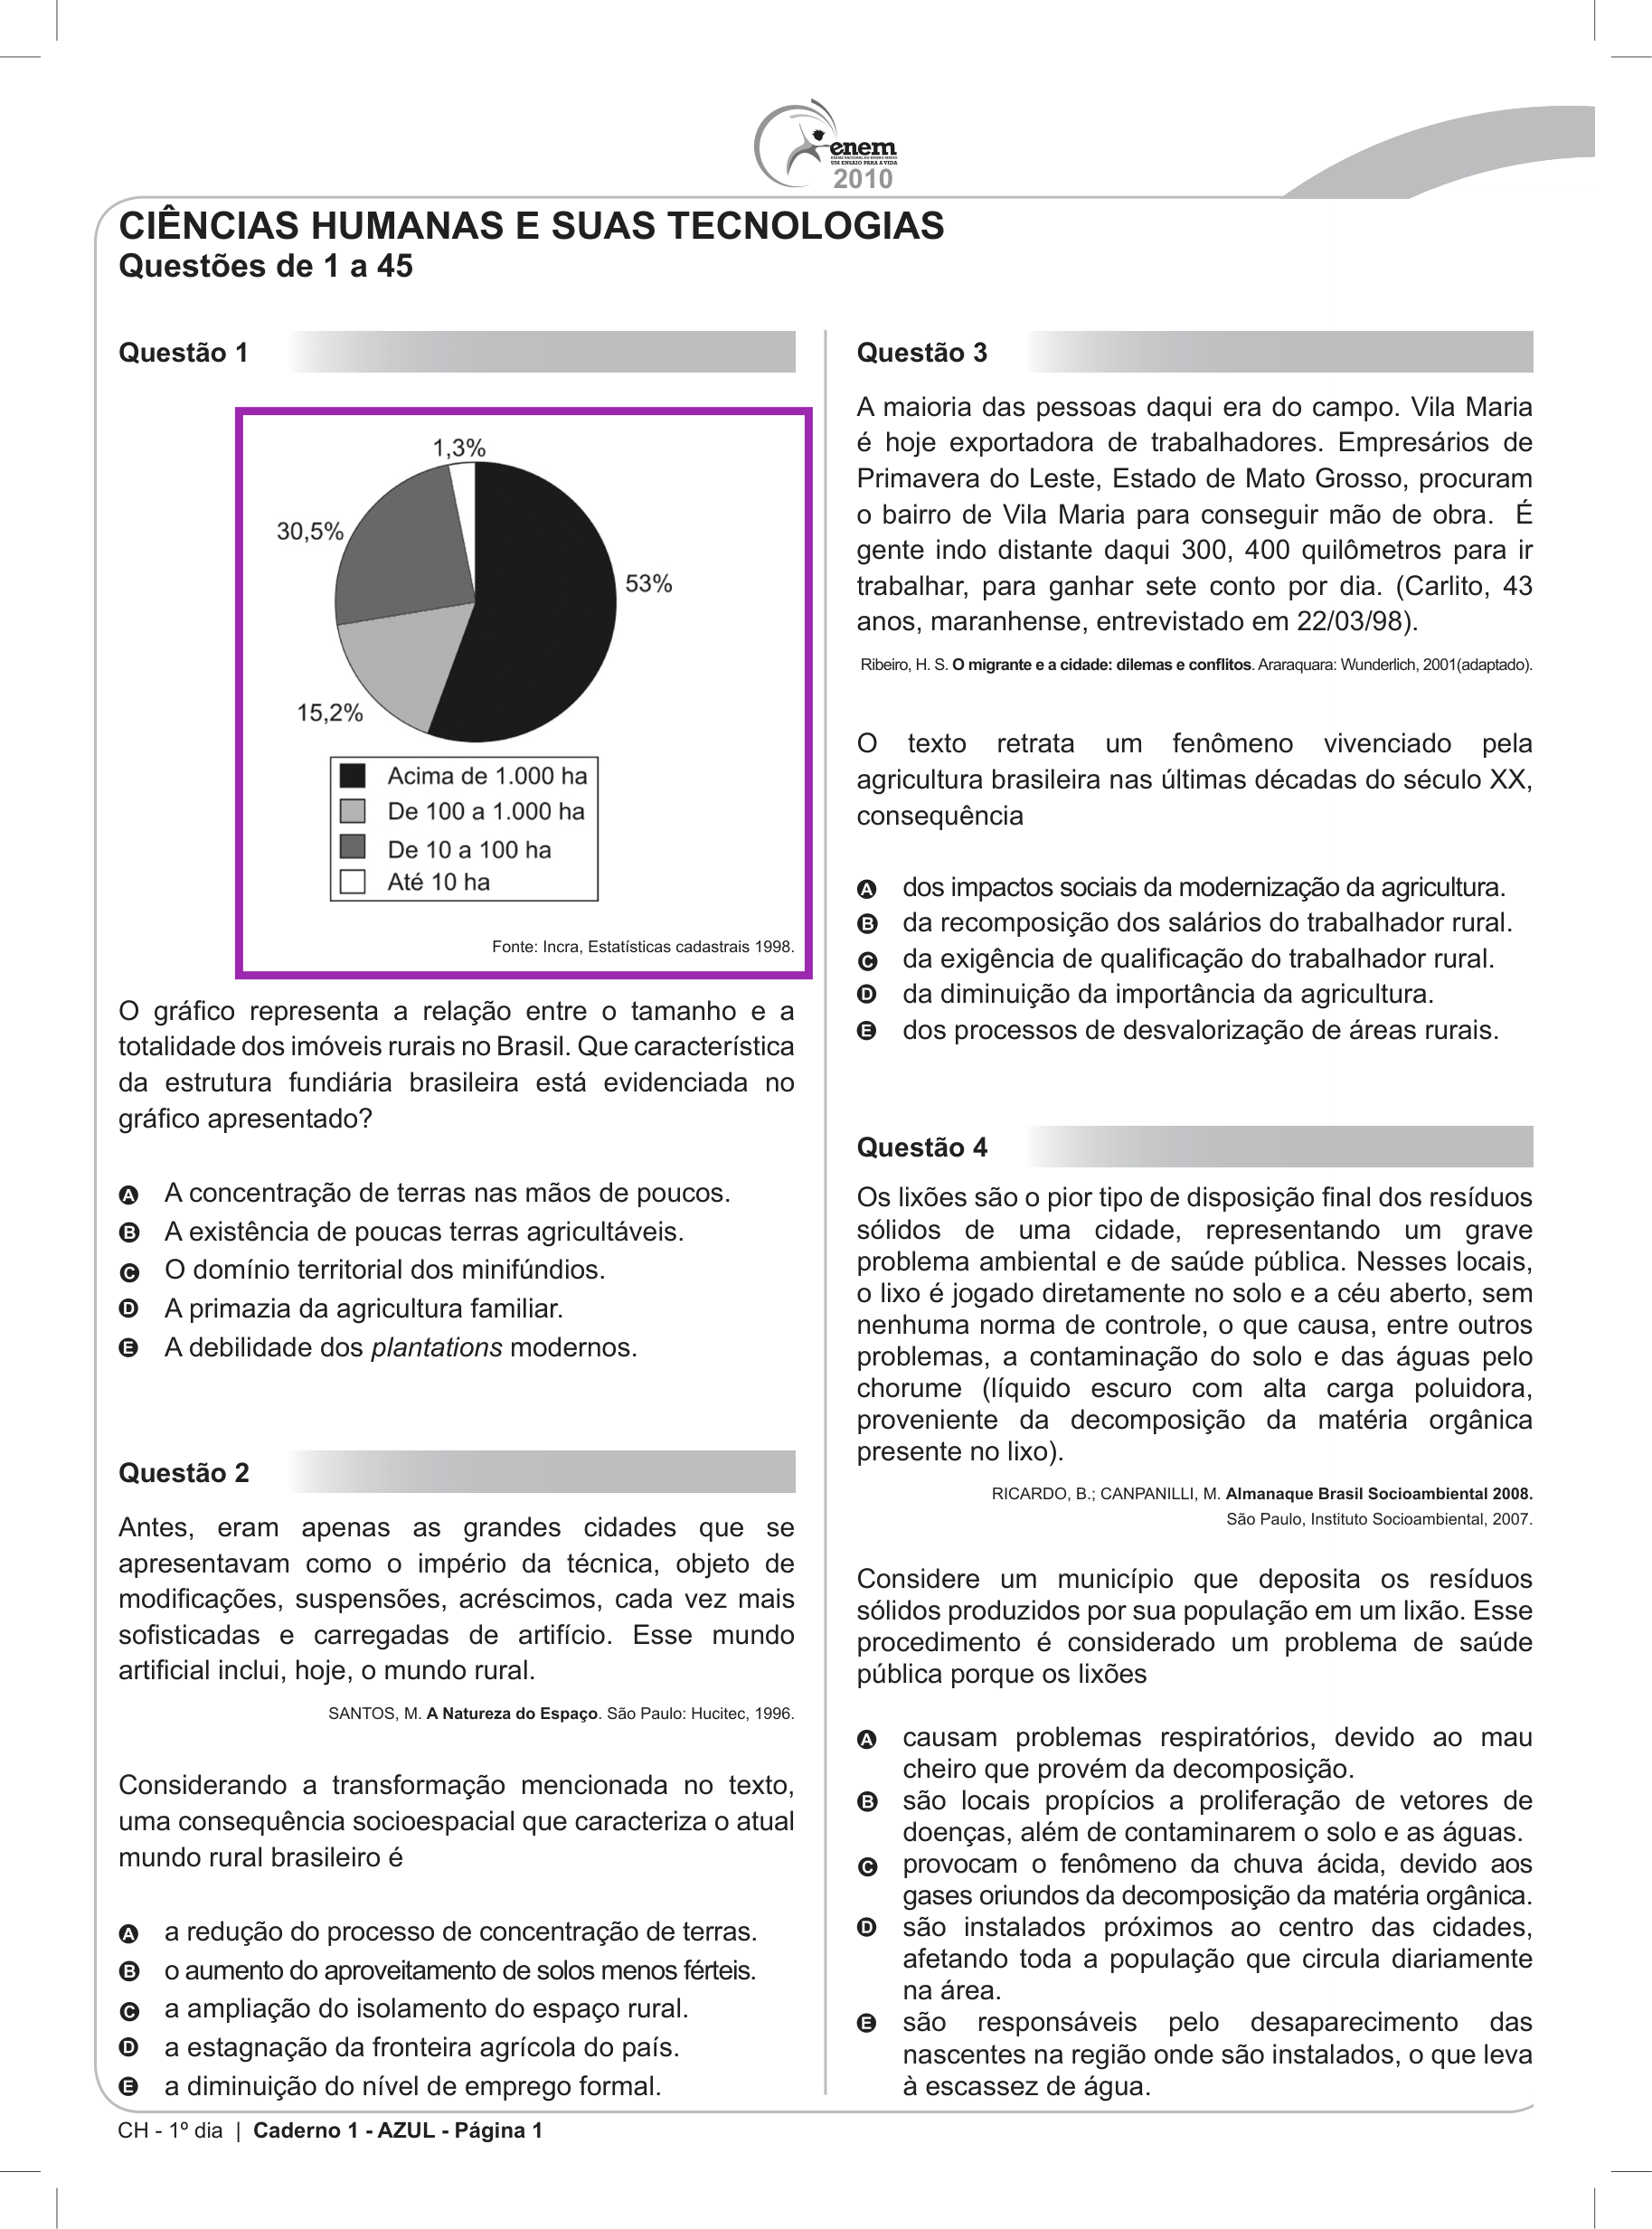 enem
EXAME NACIONAL DO ENSINO MÉDIO
UM ENSAIO PARA A VIDA
2010
CIÊNCIAS HUMANAS E SUAS TECNOLOGIAS
Questões de 1 a 45
Questão 1
1,3%
30,5%
53%
15,2%
Acima de 1.000 ha
De 100 a 1.000 ha
De 10 a 100 ha
Até 10 ha
Fonte: Incra, Estatísticas cadastrais 1998.
O gráfico representa a relação entre o tamanho e a
totalidade dos imóveis rurais no Brasil. Que característica
da estrutura fundiária brasileira está evidenciada no
gráfico apresentado?
A A concentração de terras nas mãos de poucos.
B A existência de poucas terras agricultáveis.
C O domínio territorial dos minifúndios.
D A primazia da agricultura familiar.
E A debilidade dos plantations modernos.
Questão 2
Antes, eram apenas as grandes cidades que se
apresentavam como o império da técnica, objeto de
modificações, suspensões, acréscimos, cada vez mais
sofisticadas e carregadas de artifício. Esse mundo
artificial inclui, hoje, o mundo rural.
SANTOS, M. A Natureza do Espaço. São Paulo: Hucitec, 1996.
Considerando a transformação mencionada no texto,
uma consequência socioespacial que caracteriza o atual
mundo rural brasileiro é
A a redução do processo de concentração de terras.
B o aumento do aproveitamento de solos menos férteis.
C a ampliação do isolamento do espaço rural.
D a estagnação da fronteira agrícola do país.
E a diminuição do nível de emprego formal.
Questão 3
A maioria das pessoas daqui era do campo. Vila Maria
é hoje exportadora de trabalhadores. Empresários de
Primavera do Leste, Estado de Mato Grosso, procuram
o bairro de Vila Maria para conseguir mão de obra. É
gente indo distante daqui 300, 400 quilômetros para ir
trabalhar, para ganhar sete conto por dia. (Carlito, 43
anos, maranhense, entrevistado em 22/03/98).
Ribeiro, H. S. O migrante e a cidade: dilemas e conflitos. Araraquara: Wunderlich, 2001(adaptado).
O texto retrata um fenômeno vivenciado pela
agricultura brasileira nas últimas décadas do século XX,
consequência
A dos impactos sociais da modernização da agricultura.
B da recomposição dos salários do trabalhador rural.
C da exigência de qualificação do trabalhador rural.
D da diminuição da importância da agricultura.
E dos processos de desvalorização de áreas rurais.
Questão 4
Os lixões são o pior tipo de disposição final dos resíduos
sólidos de uma cidade, representando um grave
problema ambiental e de saúde pública. Nesses locais,
o lixo é jogado diretamente no solo e a céu aberto, sem
nenhuma norma de controle, o que causa, entre outros
problemas, a contaminação do solo e das águas pelo
chorume (líquido escuro com alta carga poluidora,
proveniente da decomposição da matéria orgânica
presente no lixo).
RICARDO, B.; CANPANILLI, M. Almanaque Brasil Socioambiental 2008.
São Paulo, Instituto Socioambiental, 2007.
Considere um município que deposita os resíduos
sólidos produzidos por sua população em um lixão. Esse
procedimento é considerado um problema de saúde
pública porque os lixões
A causam problemas respiratórios, devido ao mau
cheiro que provém da decomposição.
B são locais propícios a proliferação de vetores de
doenças, além de contaminarem o solo e as águas.
C provocam o fenômeno da chuva ácida, devido aos
gases oriundos da decomposição da matéria orgânica.
D são instalados próximos ao centro das cidades,
afetando toda a população que circula diariamente
na área.
E são responsáveis pelo desaparecimento das
nascentes na região onde são instalados, o que leva
à escassez de água.
CH - 1º dia | Caderno 1 - AZUL - Página 1